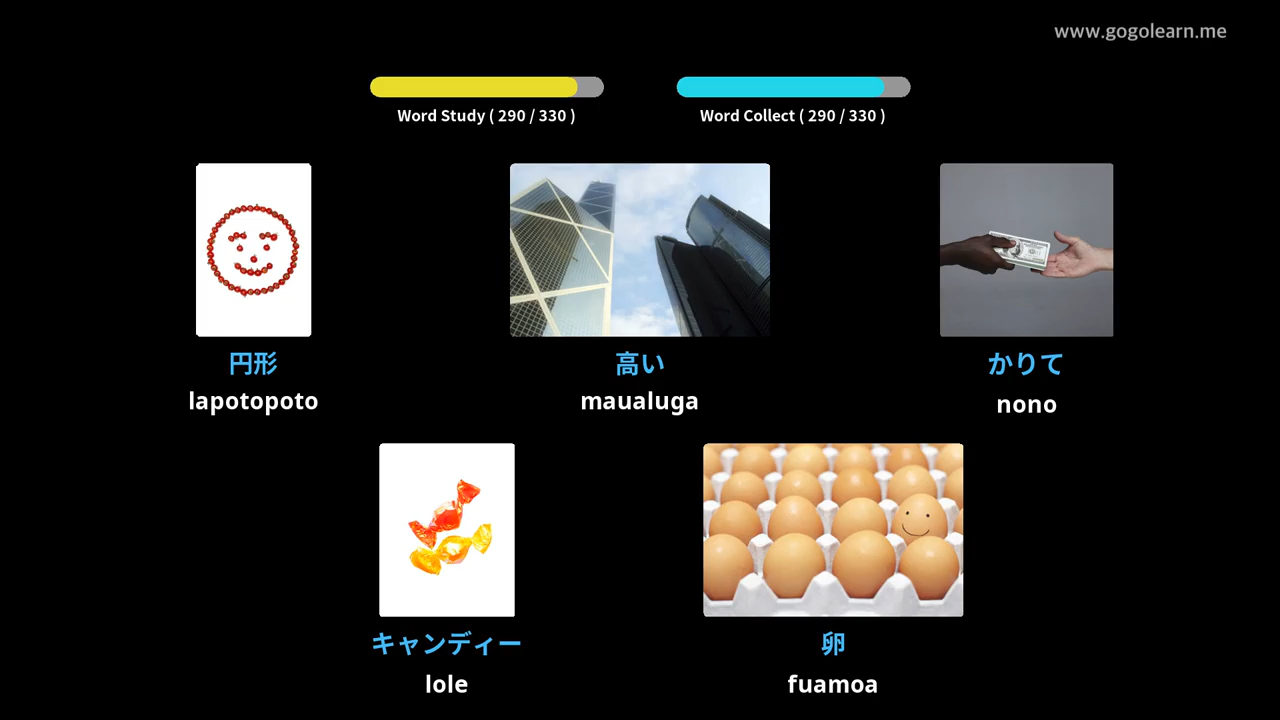 www.gogolearn.me
Word Study ( 290 / 330 )
Word Collect ( 290 / 330 )
円形
lapotopoto
高い
maualuga
かりて
nono
キャンディー
lole
卵
fuamoa